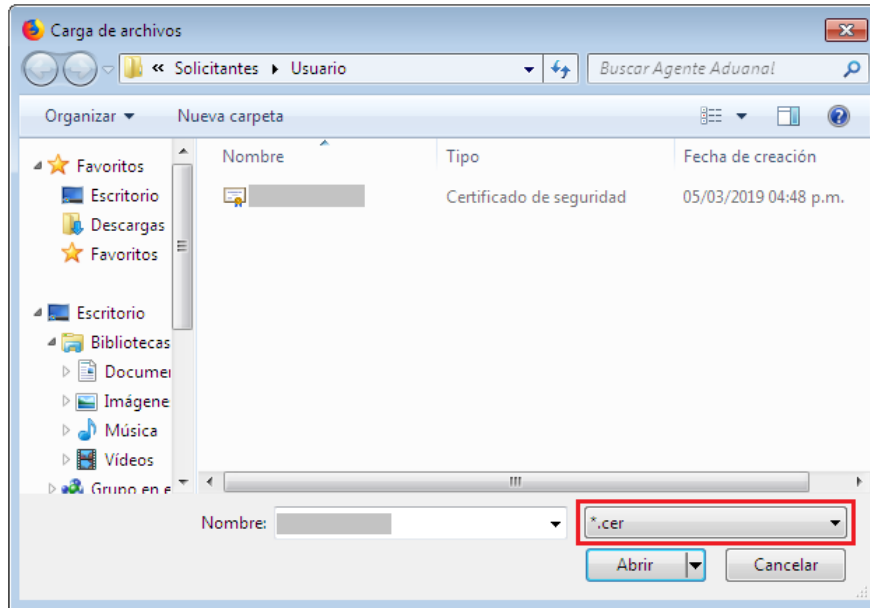 Carga de archivos
« Solicitantes Usuario
Buscar Agente Aduanal
Organizar
Nueva carpeta
Nombre
Tipo
Fecha de creación
Certificado de seguridad
05/03/2019 04:48 p.m.
Favoritos
Escritorio
Descargas
Favoritos
Escritorio
Bibliotecas
Documen
Imágene
Música
Vídeos
Grupo en e
Nombre:
*.cer
Abrir
Cancelar